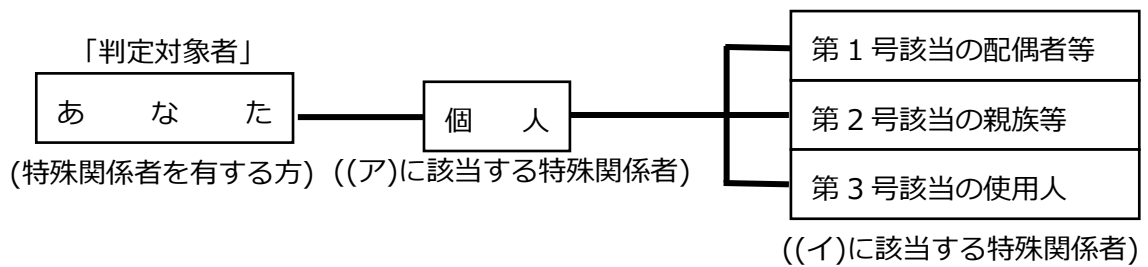 「判定対象者」
あ　な　た
(特殊関係者を有する方)
個　人
((ア)に該当する特殊関係者)
第１号該当の配偶者等
第２号該当の親族等
第３号該当の使用人
((イ)に該当する特殊関係者)